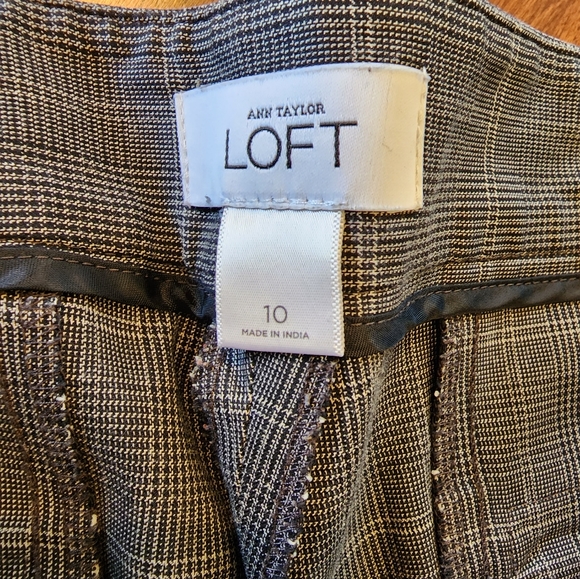 ANN TAYLOR
LOFT
10
MADE IN INDIA